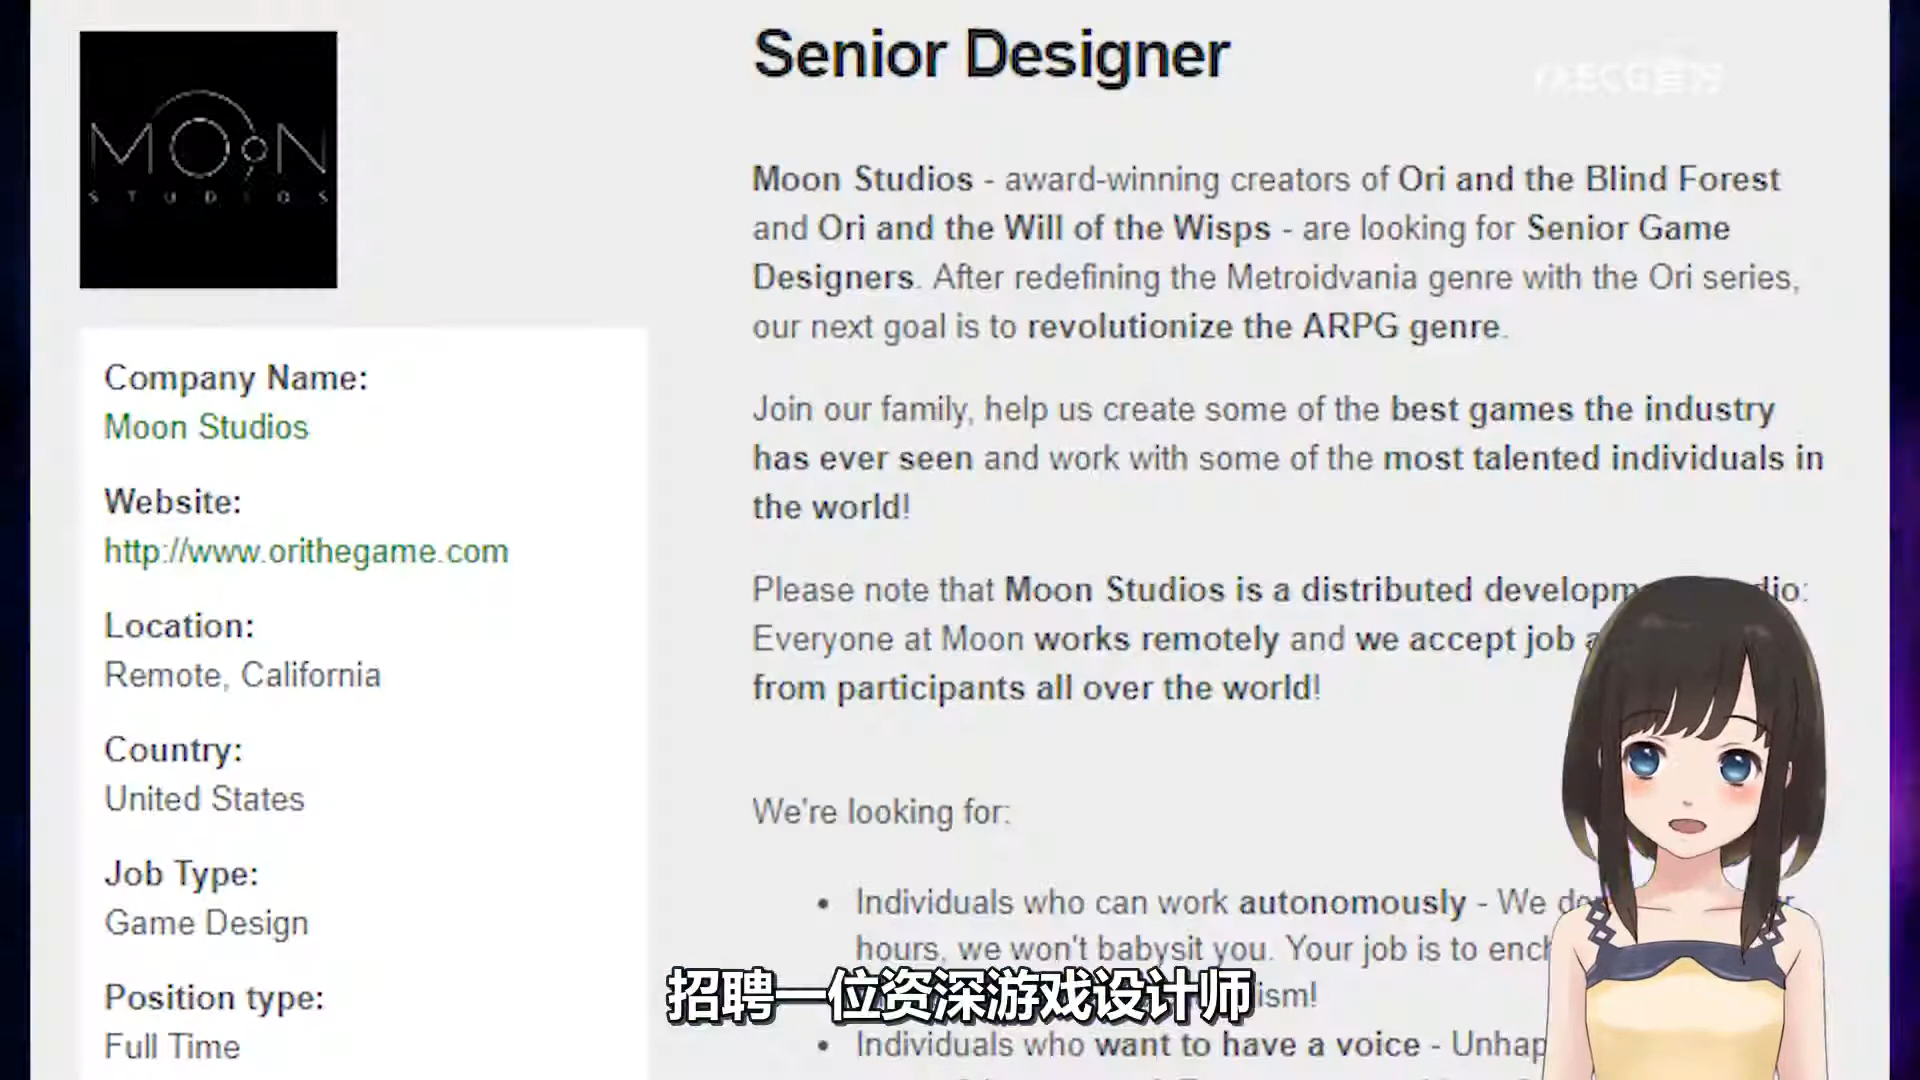 MOON
STUDIOS
Company Name:
Moon Studios
Website:
http://www.orithegame.com
Location:
Remote, California
Country:
United States
Job Type:
Game Design
Position type:
Full Time
Senior Designer
Moon Studios - award-winning creators of Ori and the Blind Forest
and Ori and the Will of the Wisps - are looking for Senior Game
Designers. After redefining the Metroidvania genre with the Ori series,
our next goal is to revolutionize the ARPG genre.
Join our family, help us create some of the best games the industry
has ever seen and work with some of the most talented individuals in
the world!
Please note that Moon Studios is a distributed
Everyone at Moon works remotely and we accept job
from participants all over the world!
We're looking for:
• Individuals who can work autonomously - We
hours, we won't babysit you. Your job is to
• Individuals who want to have a voice -
招聘一位资深游戏设计师